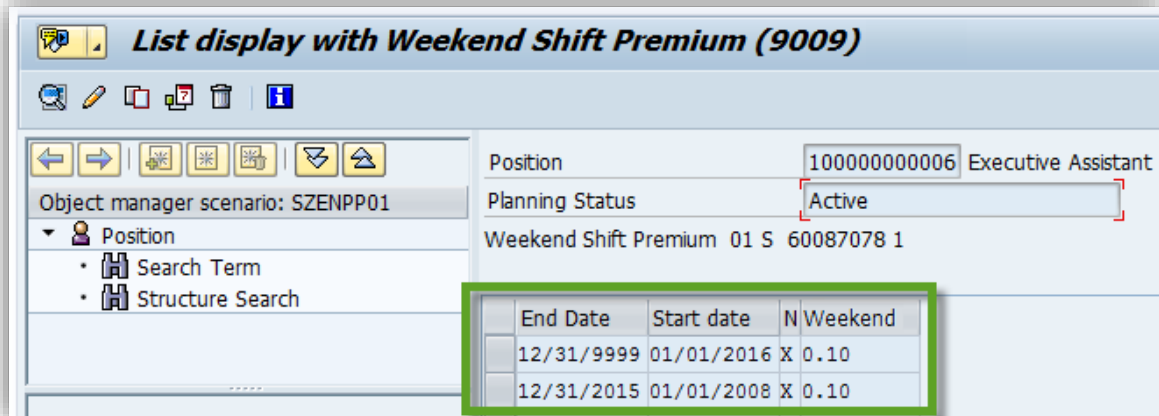 List display with Weekend Shift Premium (9009)
Object manager scenario: SZENPP01
Position
Search Term
Structure Search
Position 100000000006 Executive Assistant
Planning Status Active
Weekend Shift Premium 01 S 60087078 1
End Date Start date N Weekend
12/31/9999 01/01/2016 X 0.10
12/31/2015 01/01/2008 X 0.10